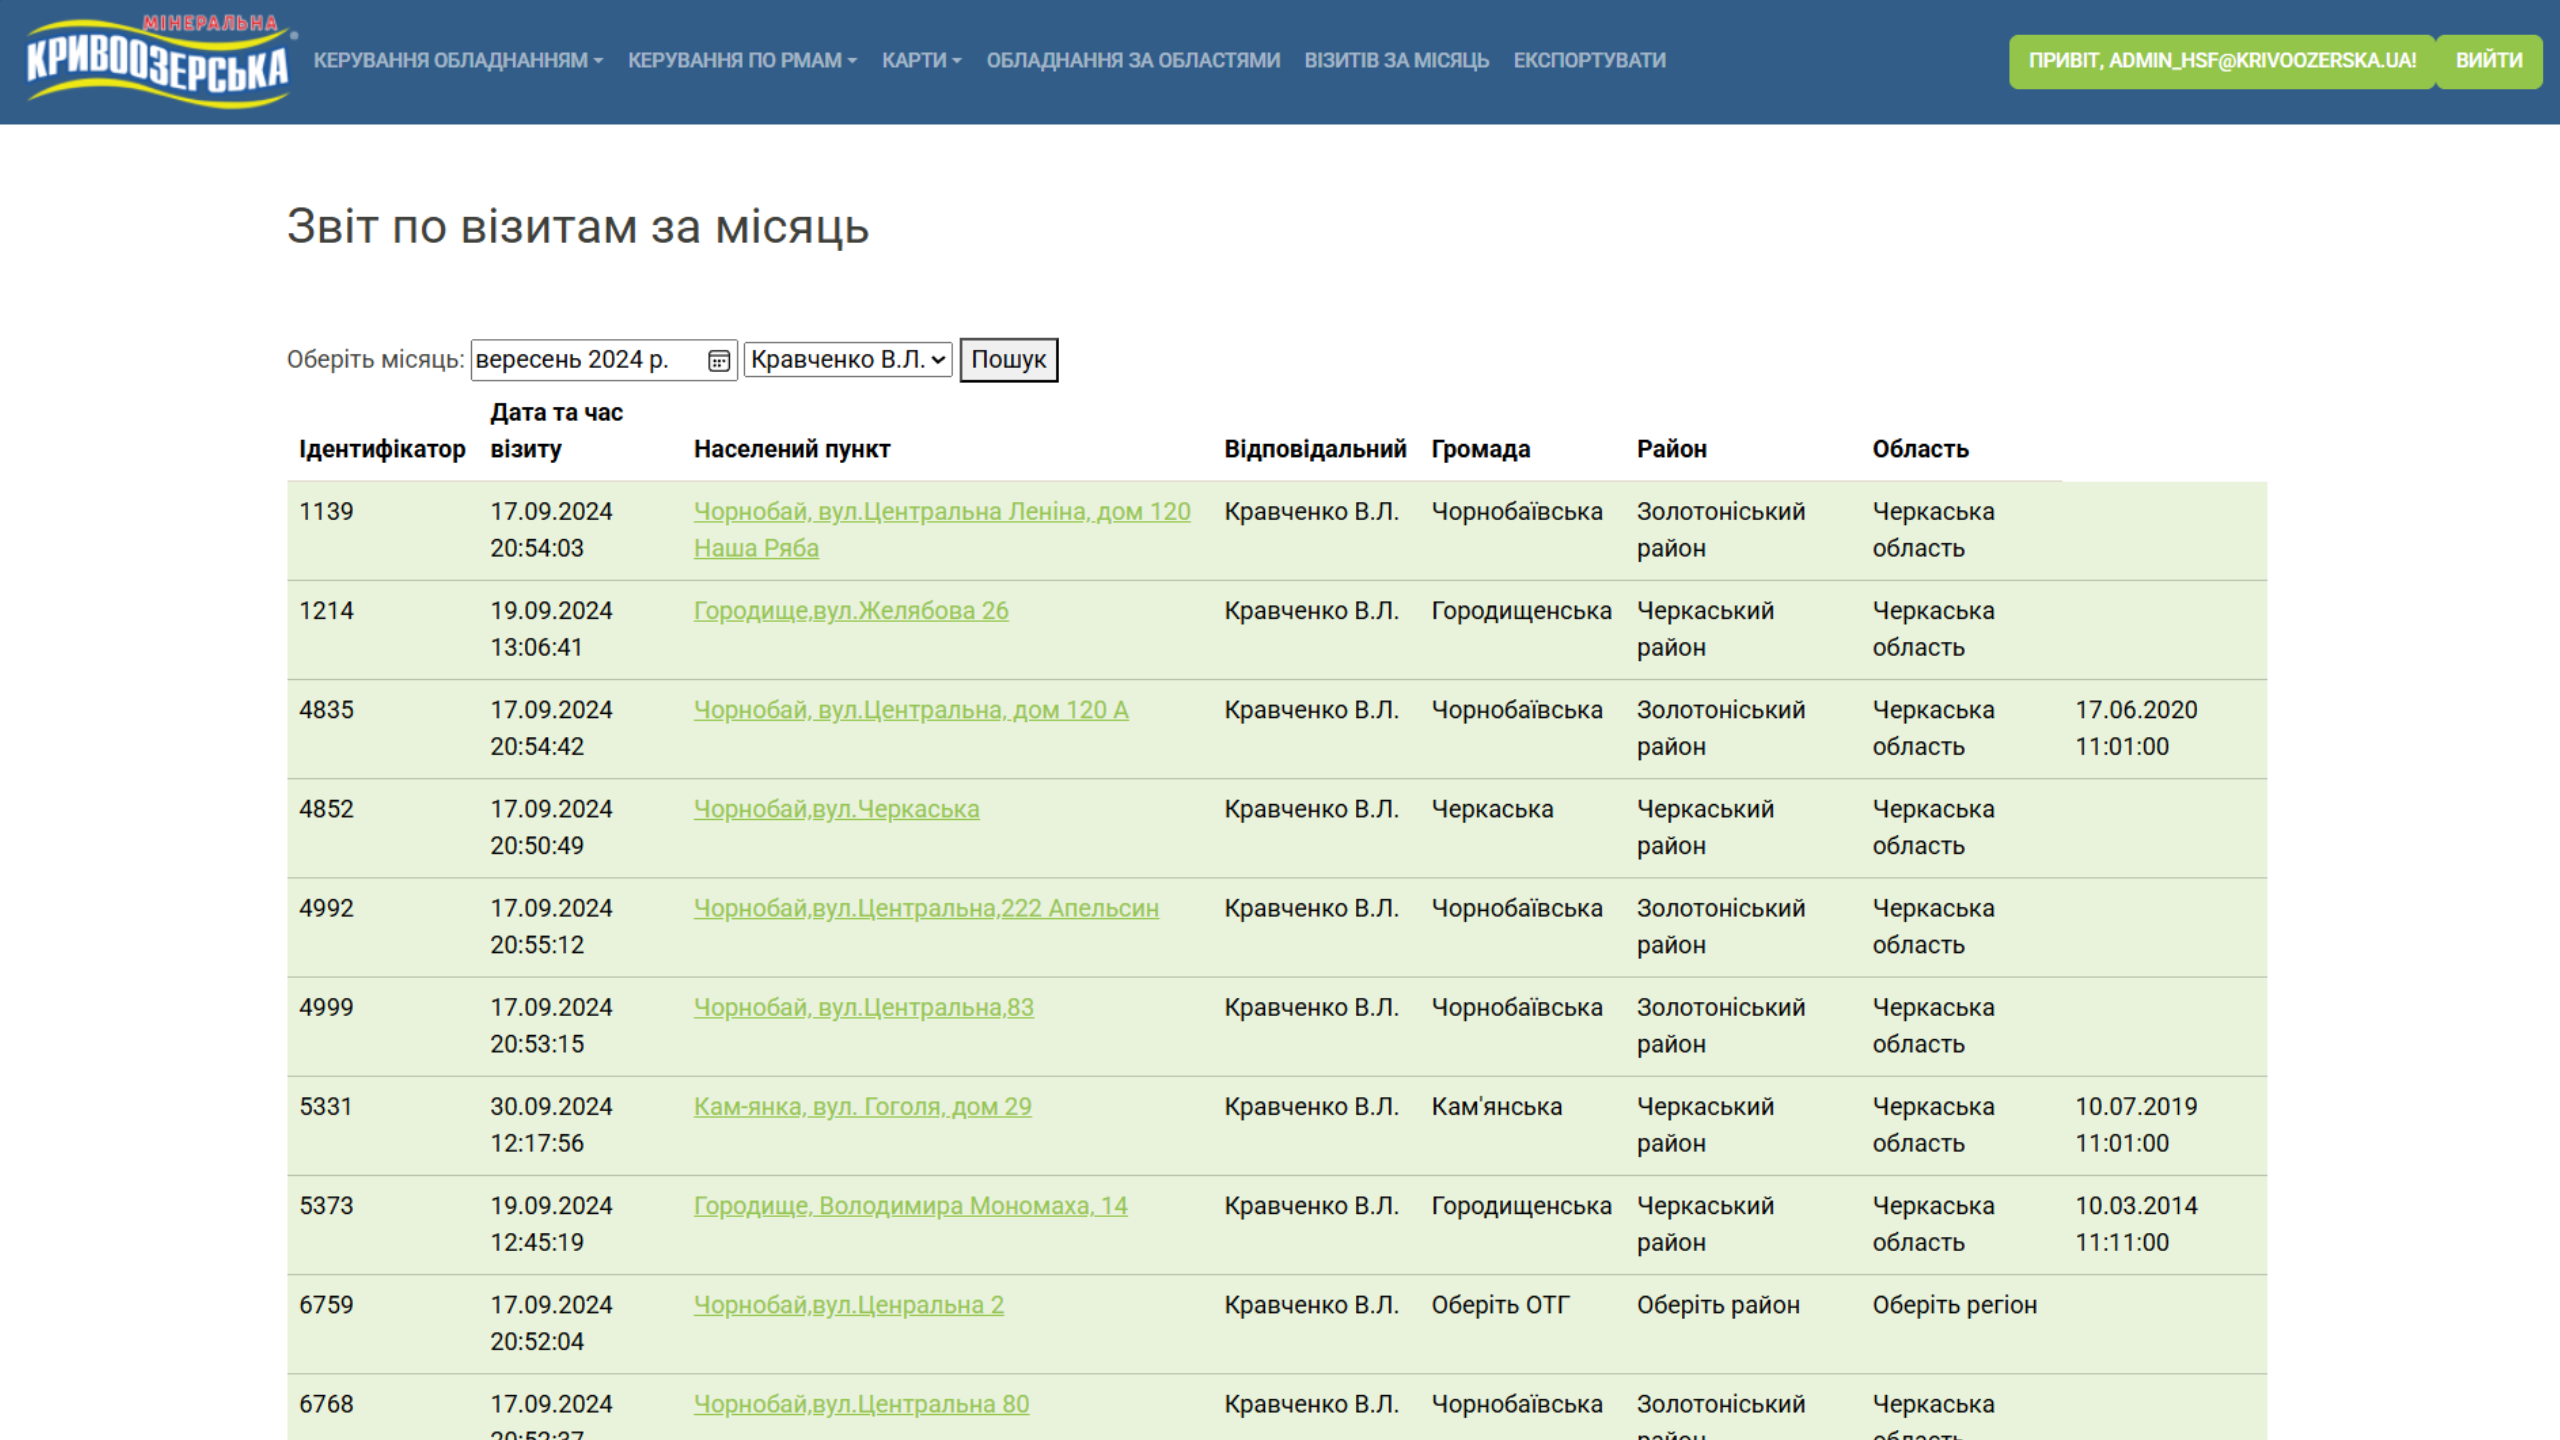 МІНЕРАЛЬНА
КРИВООЗЕРСЬКА
КЕРУВАННЯ ОБЛАДНАННЯМ КЕРУВАННЯ ПО РМАМ КАРТИ ОБЛАДНАННЯ ЗА ОБЛАСТЯМИ ВІЗИТІВ ЗА МІСЯЦЬ ЕКСПОРТУВАТИ ПРИВІТ, ADMIN_HSF@KRIVOOZERSKA.UA! ВИЙТИ
Звіт по візитам за місяць
Оберіть місяць: вересень 2024 р. Кравченко В.Л. Пошук
Дата та час
Ідентифікатор візиту Населений пункт Відповідальний Громада Район Область
1139 17.09.2024 Чорнобай, вул.Центральна Леніна, дом 120 Кравченко В.Л. Чорнобаївська Золотоніський Черкаська
20:54:03 Наша Ряба район область
1214 19.09.2024 Городище,вул.Желябова 26 Кравченко В.Л. Городищенська Черкаський Черкаська
13:06:41 район область
4835 17.09.2024 Чорнобай, вул.Центральна, дом 120 А Кравченко В.Л. Чорнобаївська Золотоніський Черкаська 17.06.2020
20:54:42 район область 11:01:00
4852 17.09.2024 Чорнобай,вул.Черкаська Кравченко В.Л. Черкаська Черкаський Черкаська
20:50:49 район область
4992 17.09.2024 Чорнобай,вул.Центральна,222 Апельсин Кравченко В.Л. Чорнобаївська Золотоніський Черкаська
20:55:12 район область
4999 17.09.2024 Чорнобай, вул.Центральна,83 Кравченко В.Л. Чорнобаївська Золотоніський Черкаська
20:53:15 район область
5331 30.09.2024 Кам-янка, вул. Гоголя, дом 29 Кравченко В.Л. Кам'янська Черкаський Черкаська 10.07.2019
12:17:56 район область 11:01:00
5373 19.09.2024 Городище, Володимира Мономаха, 14 Кравченко В.Л. Городищенська Черкаський Черкаська 10.03.2014
12:45:19 район область 11:11:00
6759 17.09.2024 Чорнобай,вул.Ценральна 2 Кравченко В.Л. Оберіть ОТГ Оберіть район Оберіть регіон
20:52:04
6768 17.09.2024 Чорнобай,вул.Центральна 80 Кравченко В.Л. Чорнобаївська Золотоніський Черкаська
20:52:37 район область